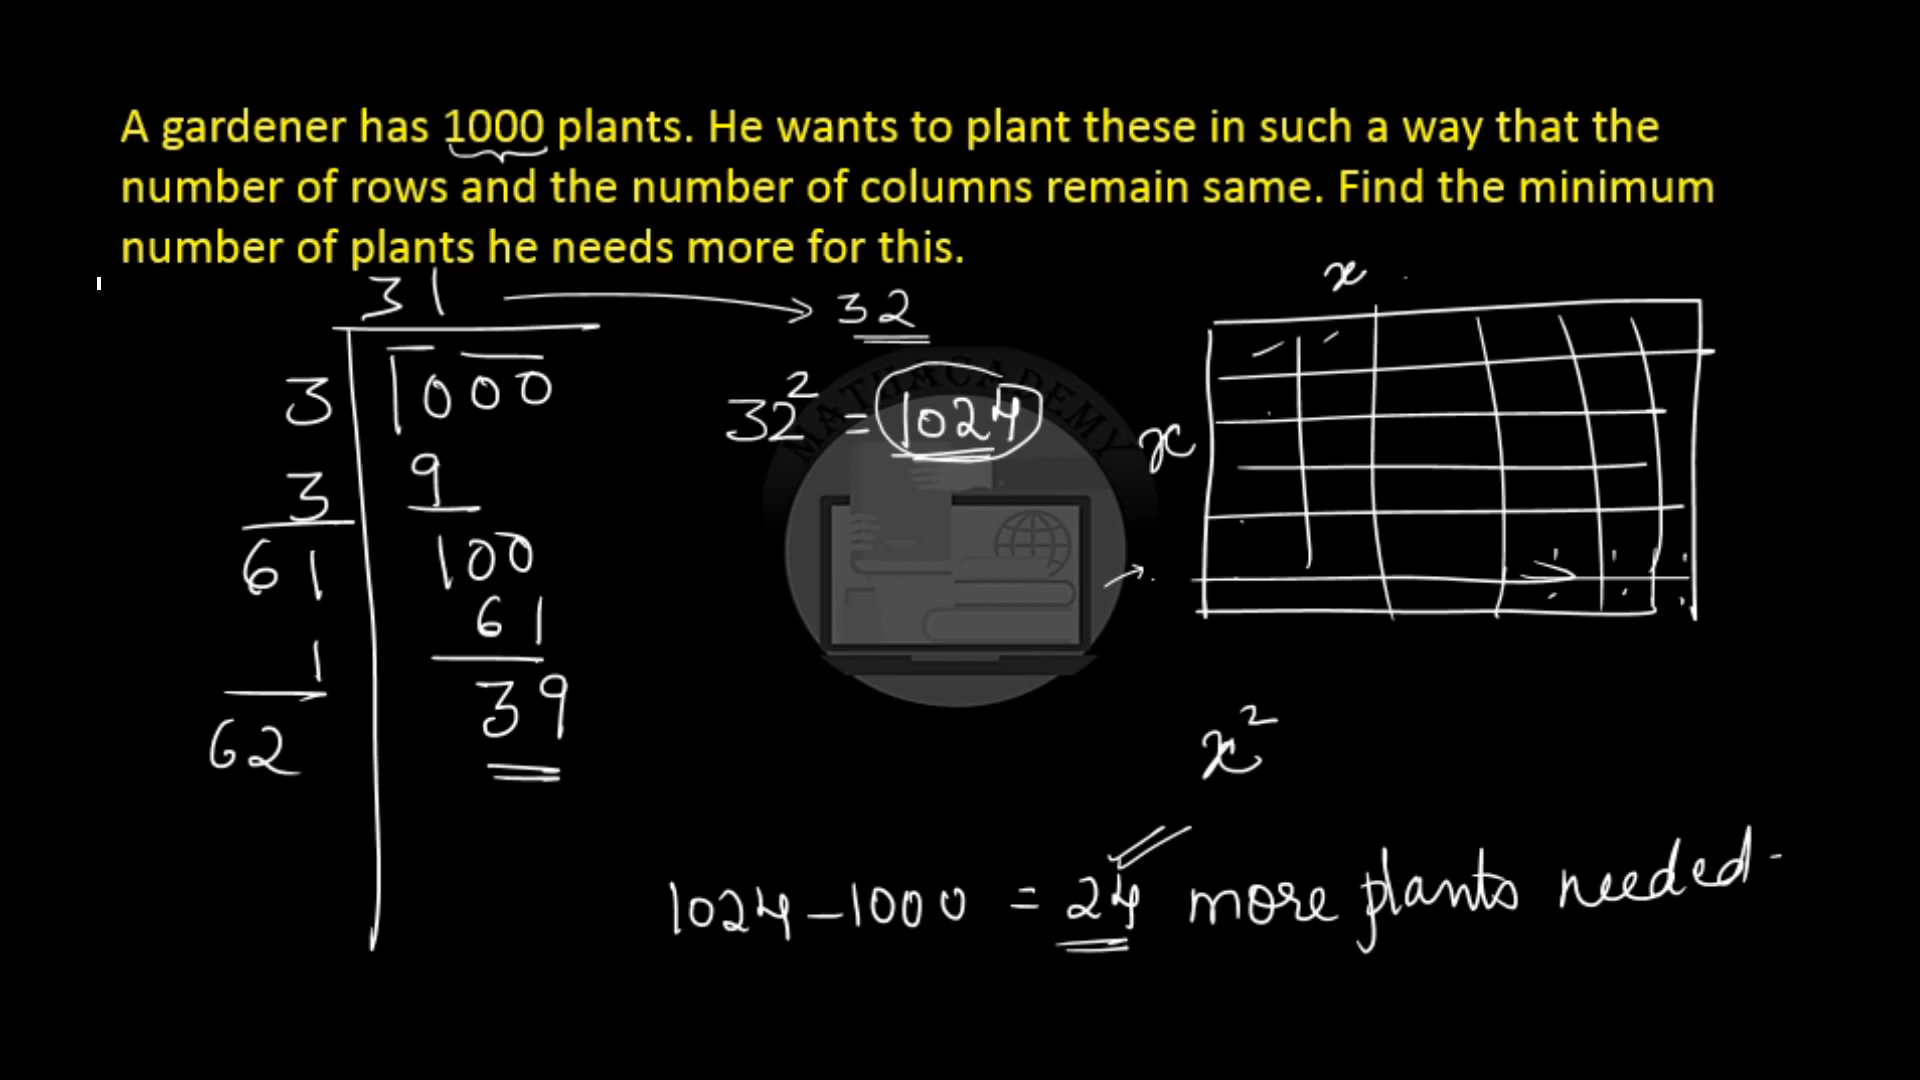 A gardener has 1000 plants. He wants to plant these in such a way that the
number of rows and the number of columns remain same. Find the minimum
number of plants he needs more for this.
31
32
3
1000
3
9
61
100
1
61
62
39
32² = 1024
MATHACADEMY
x
x
x²
1024 – 1000 = 24 more plants needed.